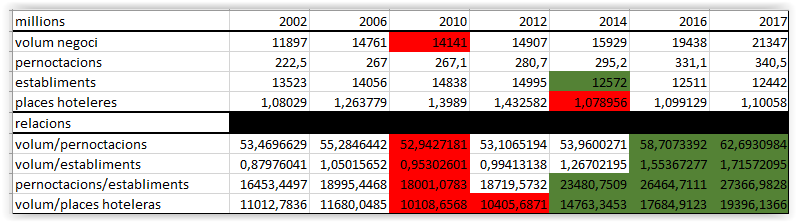 millions 2002 2006 2010 2012 2014 2016 2017
volum negoci 11897 14761 14141 14907 15929 19438 21347
pernoctacions 222,5 267 267,1 280,7 295,2 331,1 340,5
establiments 13523 14056 14838 14995 12572 12511 12442
places hoteleres 1,08029 1,263779 1,3989 1,432582 1,078956 1,099129 1,10058
relacions
volum/pernoctacions 53,4696629 55,2846442 52,9427181 53,1065194 53,9600271 58,7073392 62,6930984
volum/establiments 0,87976041 1,05015652 0,95302601 0,99413138 1,26702195 1,55367277 1,71572095
pernoctacions/establiments 16453,4497 18995,4468 18001,0783 18719,5732 23480,7509 26464,7111 27366,9828
volum/places hoteleras 11012,7836 11680,0485 10108,6568 10405,6871 14763,3453 17684,9123 19396,1366